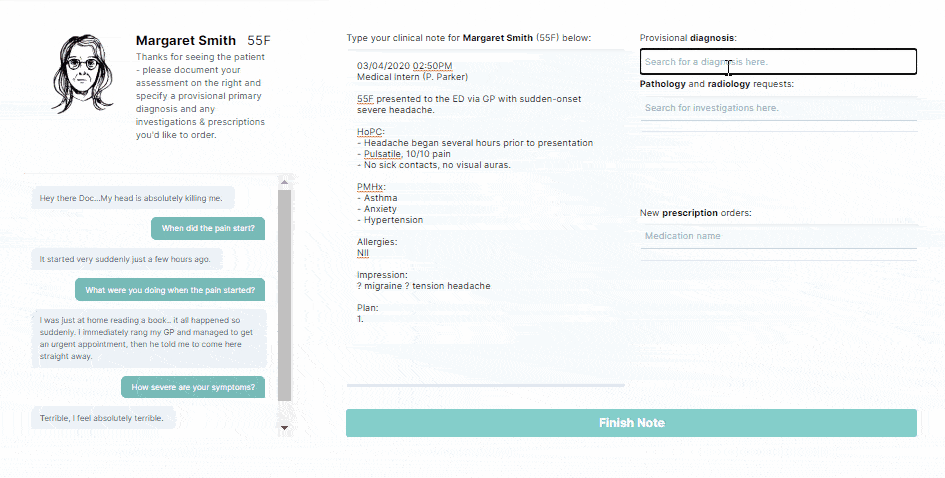 Margaret Smith 55F
Thanks for seeing the patient
- please document your
assessment on the right and
specify a provisional primary
diagnosis and any
investigations & prescriptions
you'd like to order.
Hey there Doc...My head is absolutely killing me.
When did the pain start?
It started very suddenly just a few hours ago.
What were you doing when the pain started?
I was just at home reading a book.. it all happened so
suddenly. I immediately rang my GP and managed to get
an urgent appointment, then he told me to come here
straight away.
How severe are your symptoms?
Terrible, I feel absolutely terrible.
Type your clinical note for Margaret Smith (55F) below:
03/04/2020 02:50PM
Medical Intern (P. Parker)
55F presented to the ED via GP with sudden-onset
severe headache.
HoPC:
- Headache began several hours prior to presentation
- Pulsatile, 10/10 pain
- No sick contacts, no visual auras.
PMHx:
- Asthma
- Anxiety
- Hypertension
Allergies:
Nil
Impression:
? migraine ? tension headache
Plan:
1.
Provisional diagnosis:
Search for a diagnosis here.
Pathology and radiology requests:
Search for investigations here.
New prescription orders:
Medication name
Finish Note